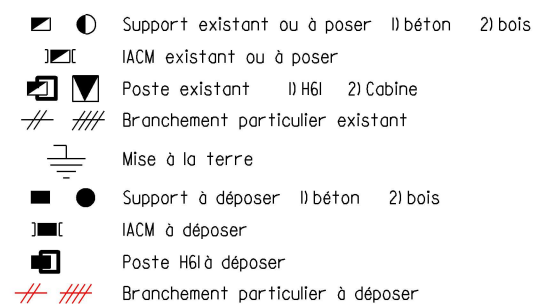 Support existant ou à poser 1) béton 2) bois
IACM existant ou à poser
Poste existant 1) H61 2) Cabine
Branchement particulier existant
Mise à la terre
Support à déposer 1) béton 2) bois
IACM à déposer
Poste H61 à déposer
Branchement particulier à déposer